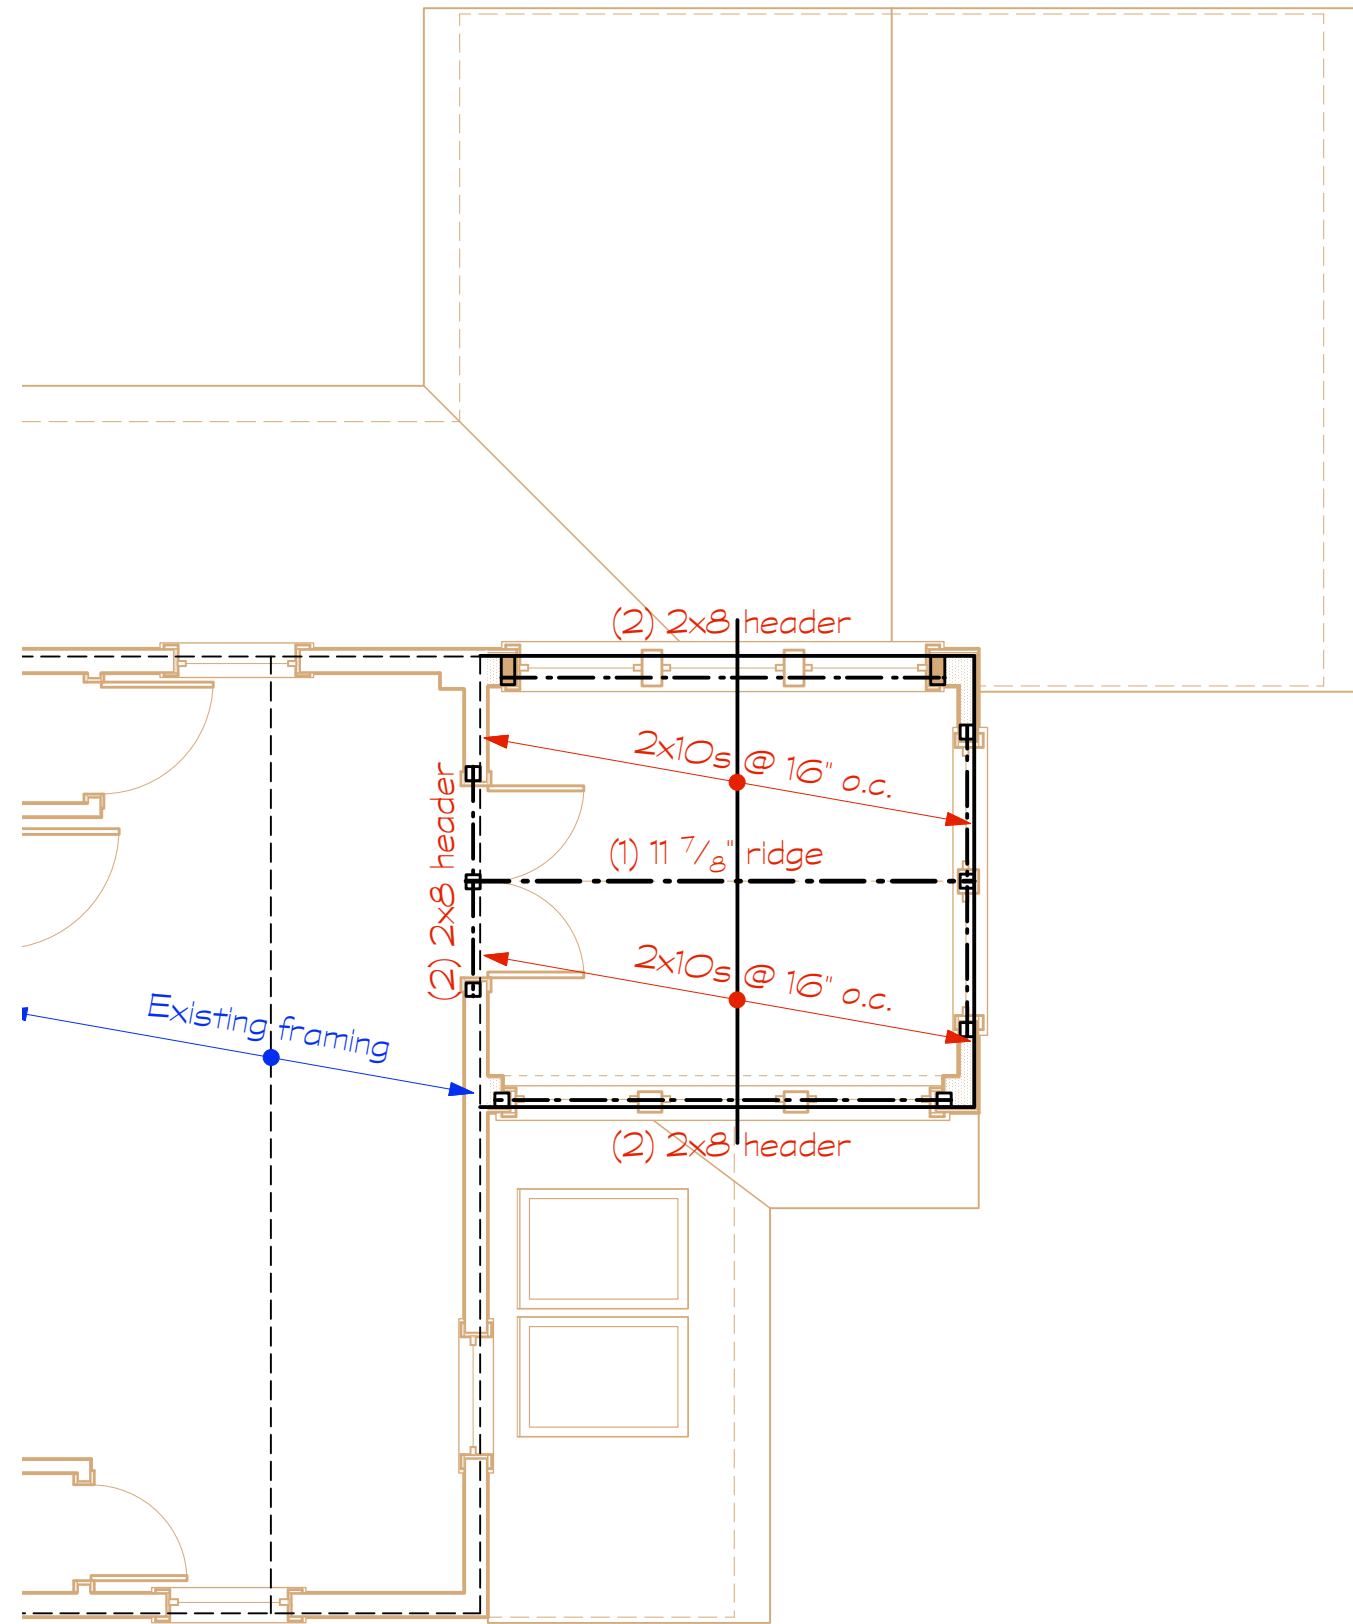 (2) 2x8 header
2x10s @ 16" o.c.
(1) 11 7/8" ridge
(2) 2x8 header
2x10s @ 16" o.c.
Existing framing
(2) 2x8 header